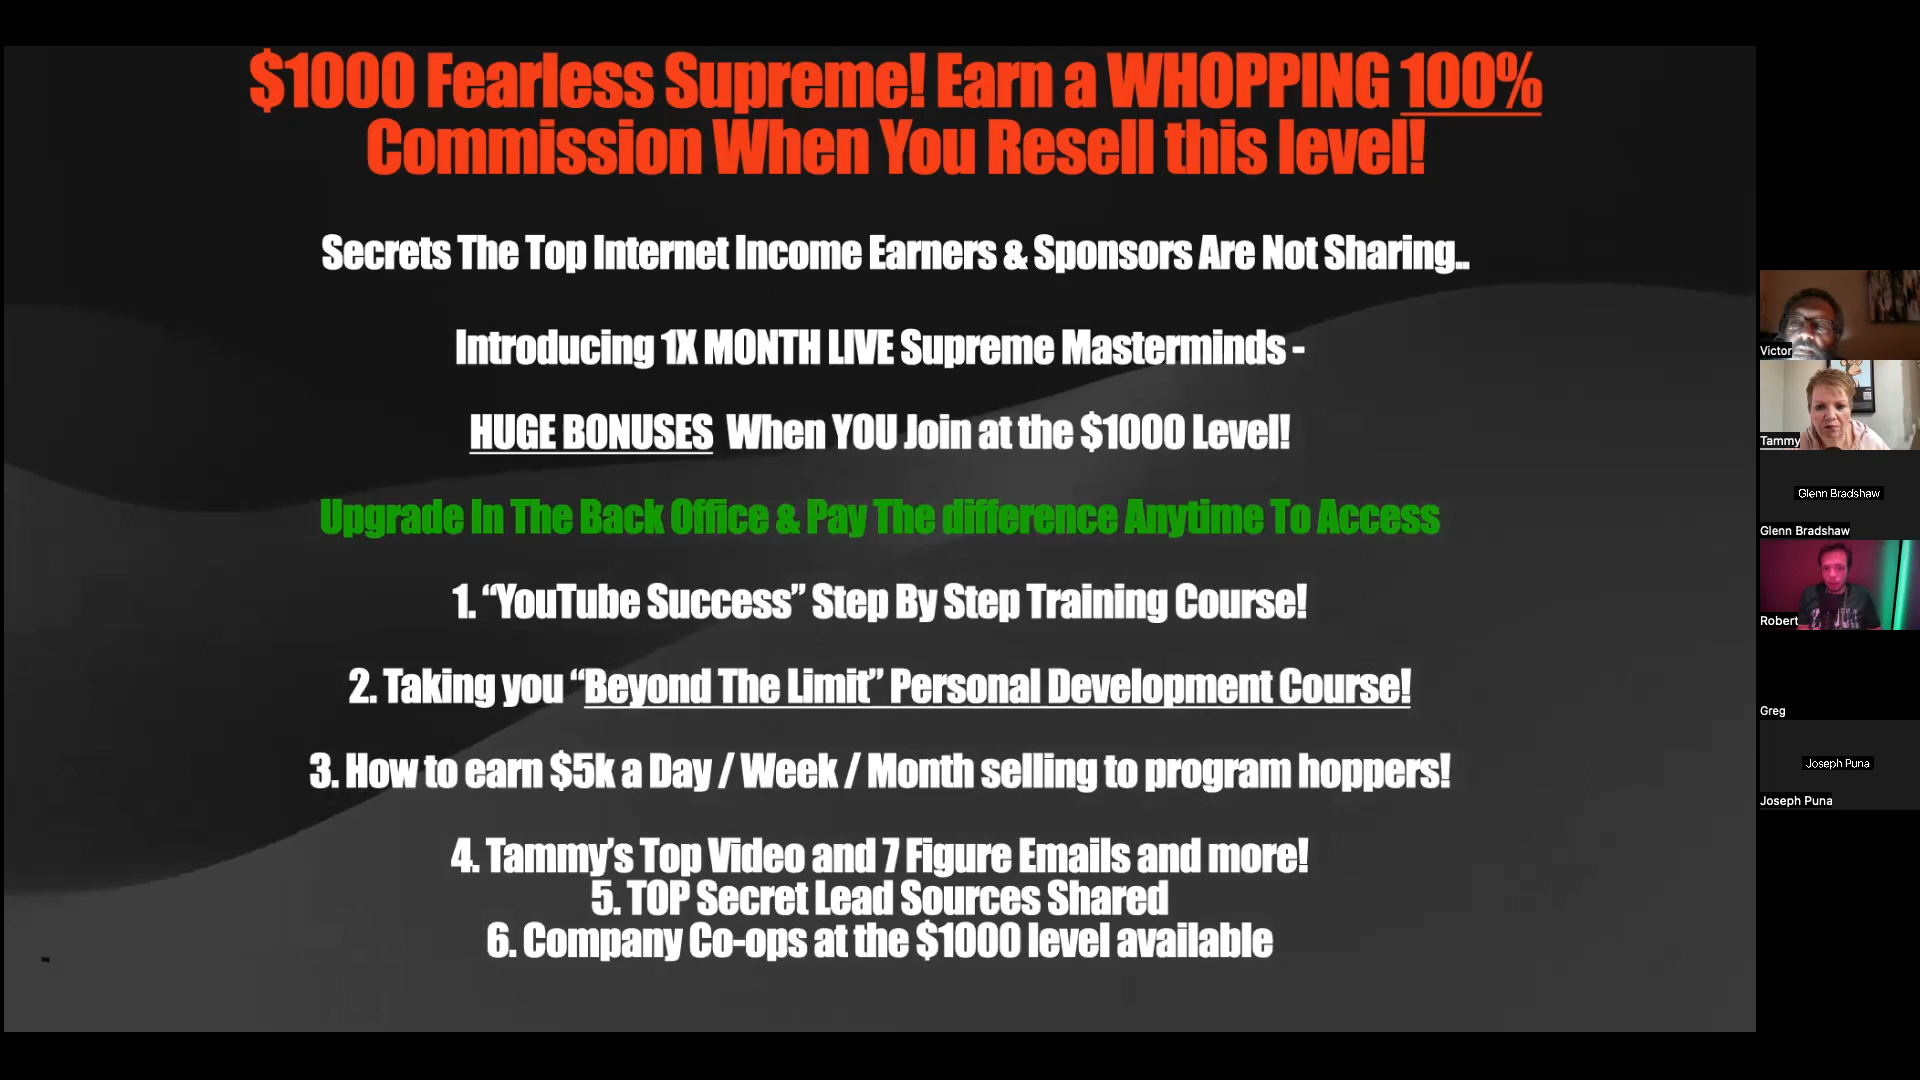 $1000 Fearless Supreme! Earn a WHOPPING 100%
Commission When You Resell this level!
Secrets The Top Internet Income Earners & Sponsors Are Not Sharing..
Introducing 1X MONTH LIVE Supreme Masterminds -
HUGE BONUSES When YOU Join at the $1000 Level!
Upgrade In The Back Office & Pay The difference Anytime To Access
1. “YouTube Success” Step By Step Training Course!
2. Taking you “Beyond The Limit” Personal Development Course!
3. How to earn $5k a Day / Week / Month selling to program hoppers!
4. Tammy’s Top Video and 7 Figure Emails and more!
5. TOP Secret Lead Sources Shared
6. Company Co-ops at the $1000 level available
Victor
Tammy
Glenn Bradshaw
Glenn Bradshaw
Robert
Greg
Joseph Puna
Joseph Puna